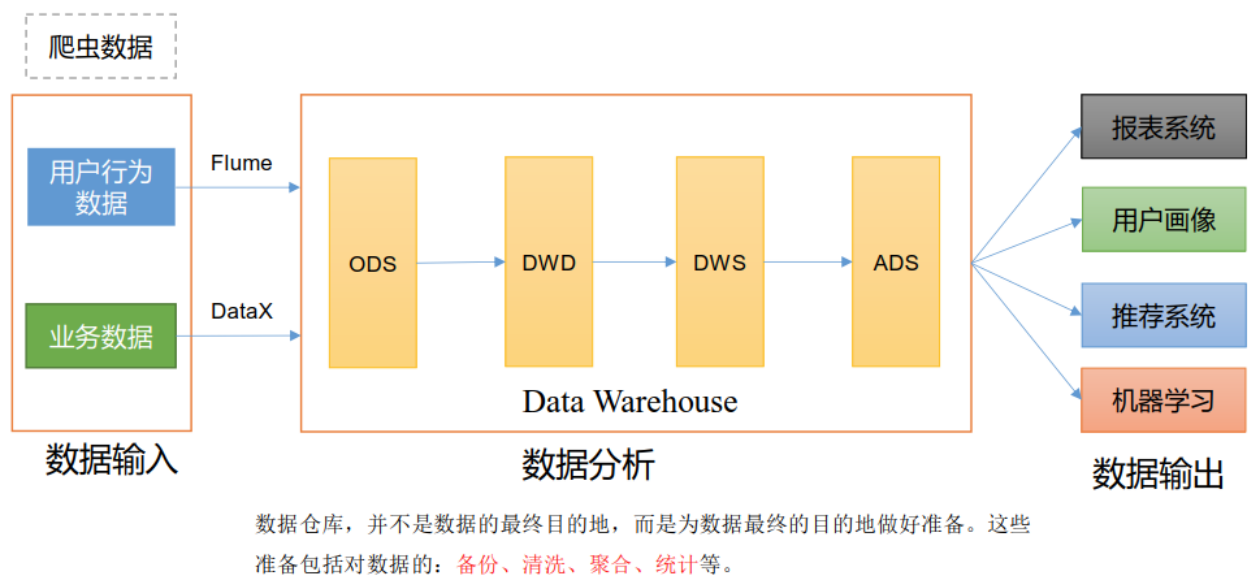 爬虫数据
用户行为
数据
业务数据
数据输入
Flume
DataX
ODS
DWD
DWS
ADS
Data Warehouse
数据分析
报表系统
用户画像
推荐系统
机器学习
数据输出
数据仓库，并不是数据的最终目的地，而是为数据最终的目的地做好准备。这些
准备包括对数据的：备份、清洗、聚合、统计等。